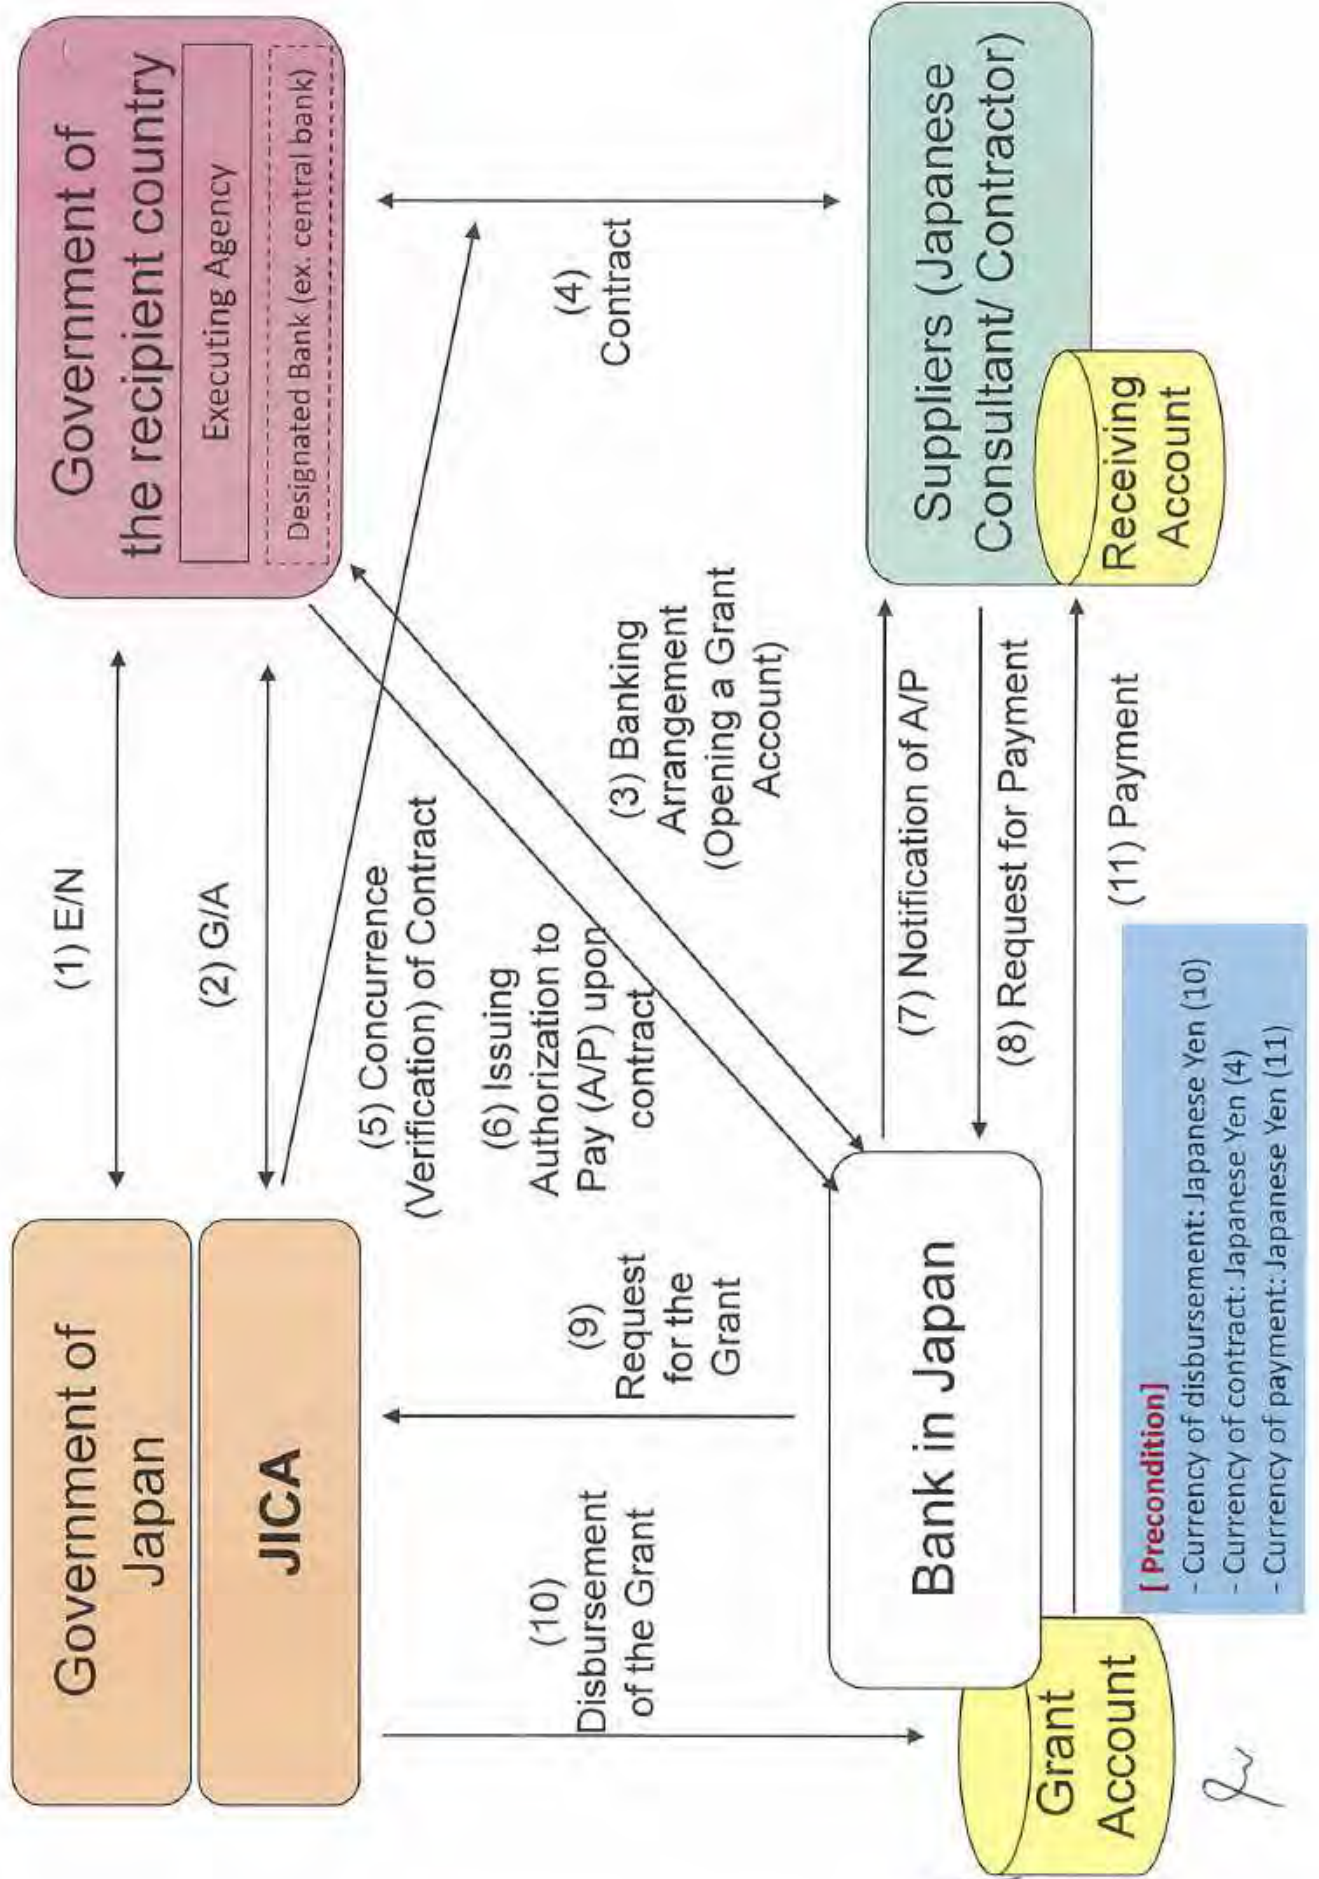 Government of
Japan
JICA
(1) E/N
(2) G/A
Government of
the recipient country
Executing Agency
Designated Bank (ex. central bank)
(5) Concurrence
(Verification) of Contract
(6) Issuing
Authorization to
Pay (A/P) upon
contract
(9)
Request
for the
Grant
(10)
Disbursement
of the Grant
(3) Banking
Arrangement
(Opening a Grant
Account)
(4)
Contract
Bank in Japan
Grant
Account
(7) Notification of A/P
(8) Request for Payment
(11) Payment
Suppliers (Japanese
Consultant/ Contractor)
Receiving
Account
[ Precondition]
- Currency of disbursement: Japanese Yen (10)
- Currency of contract: Japanese Yen (4)
- Currency of payment: Japanese Yen (11)